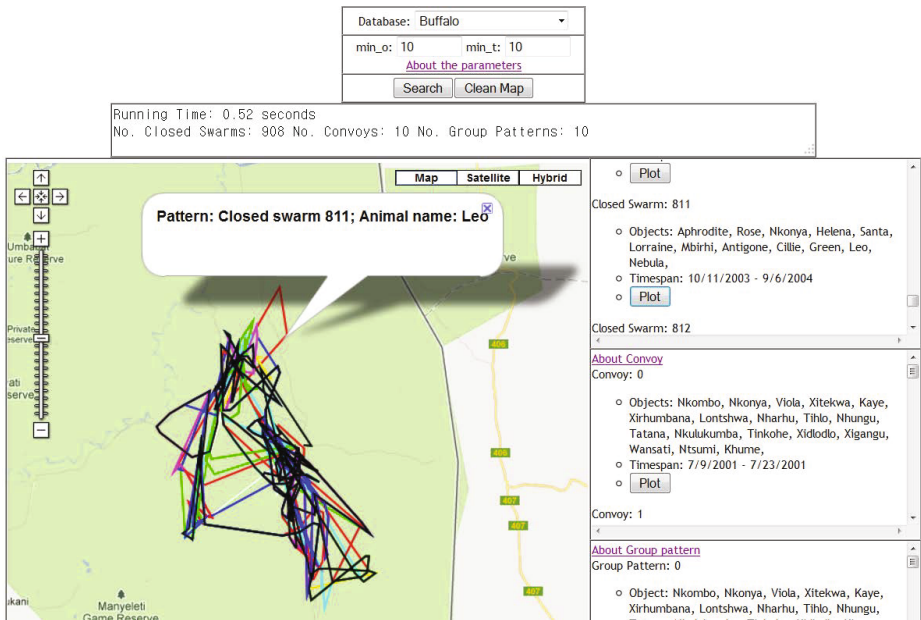 Database: Buffalo
min_o: 10 min_t: 10
About the parameters
Search Clean Map
Running Time: 0.52 seconds
No. Closed Swarms: 908 No. Convoys: 10 No. Group Patterns: 10
Map Satellite Hybrid
Pattern: Closed swarm 811; Animal name: Leo
ure Reserve
ve
Private
eserve
ati
serve
406
406
407
407
407
Manyeleti
Game Reserve
Plot
Closed Swarm: 811
Objects: Aphrodite, Rose, Nkonya, Helena, Santa,
Lorraine, Mbirhi, Antigone, Cillie, Green, Leo,
Nebula,
Timespan: 10/11/2003 - 9/6/2004
Plot
Closed Swarm: 812
About Convoy
Convoy: 0
Objects: Nkombo, Nkonya, Viola, Xitekwa, Kaye,
Xirhumbana, Lontshwa, Nharhu, Tihlo, Nhungu,
Tatana, Nkulukumba, Tinkohe, Xidlodlo, Xigangu,
Wansati, Ntsumi, Khume,
Timespan: 7/9/2001 - 7/23/2001
Plot
Convoy: 1
About Group pattern
Group Pattern: 0
Object: Nkombo, Nkonya, Viola, Xitekwa, Kaye,
Xirhumbana, Lontshwa, Nharhu, Tihlo, Nhungu,